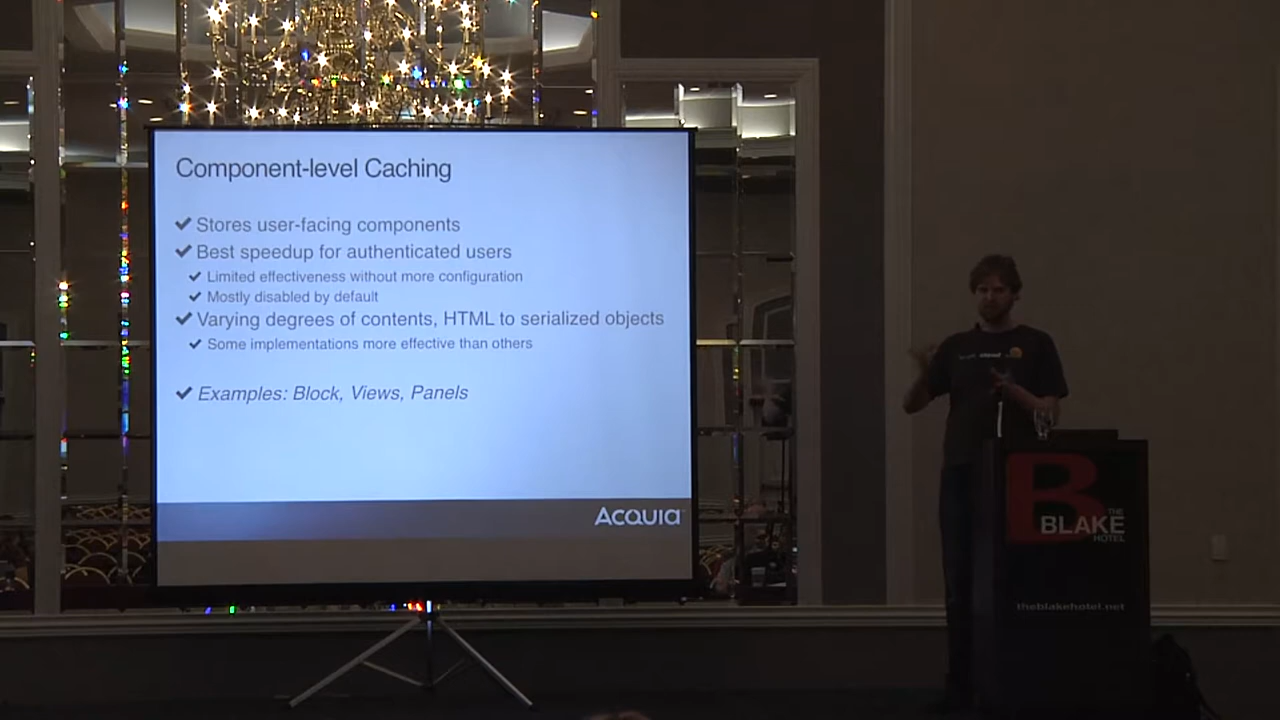 Component-level Caching
Stores user-facing components
Best speedup for authenticated users
Limited effectiveness without more configuration
Mostly disabled by default
Varying degrees of contents, HTML to serialized objects
Some implementations more effective than others
Examples: Block, Views, Panels
Acquia
B
THE
BLAKE
HOTEL
theblakehotel.net